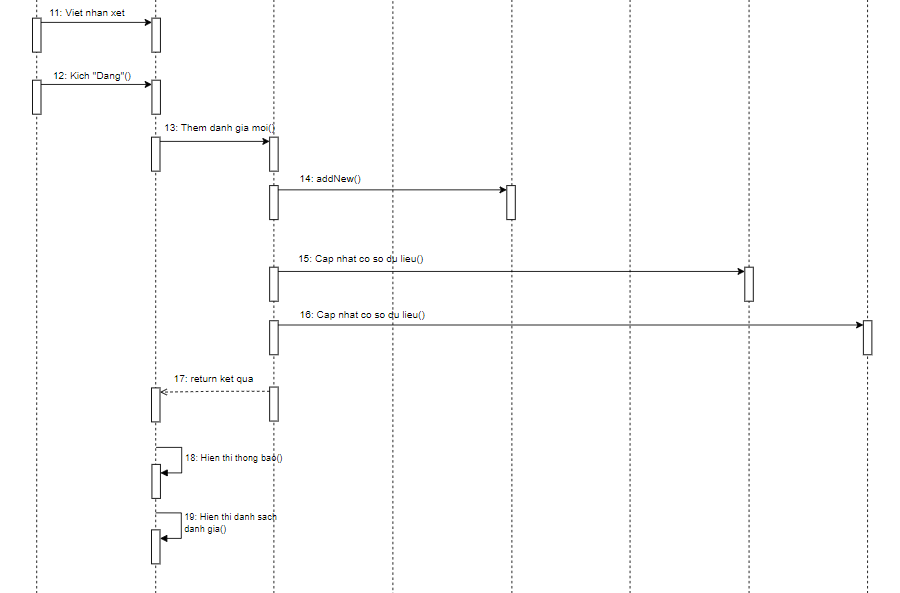 11: Viet nhan xet
12: Kich "Dang"()
13: Them danh gia moi()
14: addNew()
15: Cap nhat co so du lieu()
16: Cap nhat co so du lieu()
17: return ket qua
18: Hien thi thong bao()
19: Hien thi danh sach
danh gia()